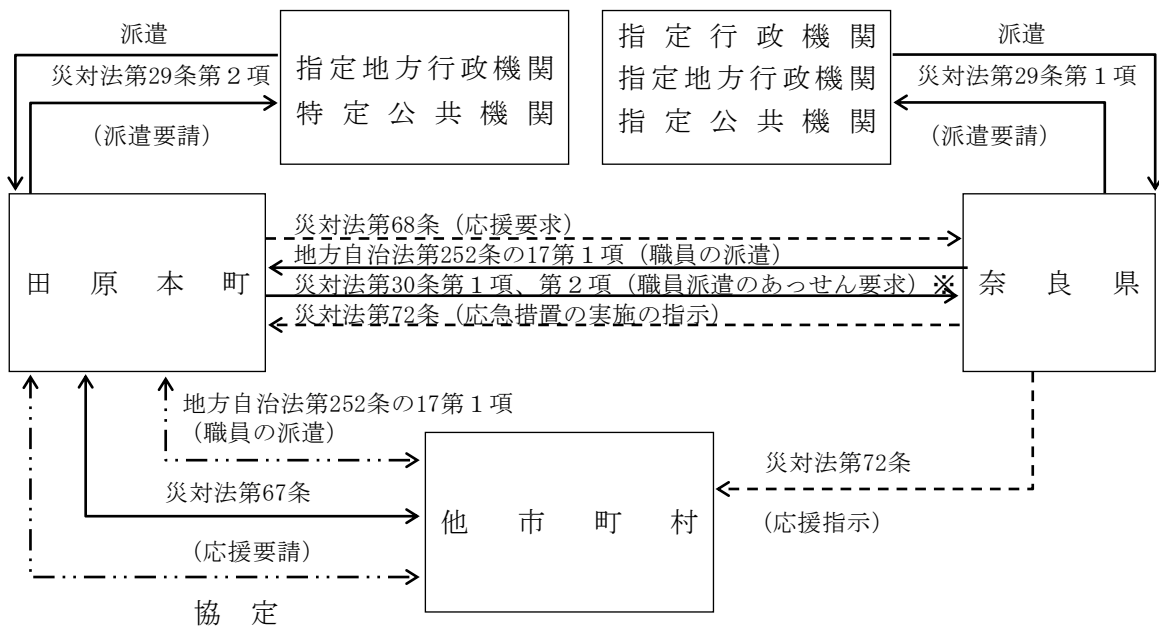 派遣
災対法第29条第２項
(派遣要請)
指定地方行政機関
特定公共機関
指定行政機関
指定地方行政機関
指定公共機関
派遣
災対法第29条第１項
(派遣要請)
田原本町
災対法第68条（応援要求）
地方自治法第252条の17第１項（職員の派遣）
災対法第30条第１項、第２項（職員派遣のあっせん要求）※
災対法第72条（応急措置の実施の指示）
奈良県
地方自治法第252条の17第１項
（職員の派遣）
災対法第67条
(応援要請)
協定
他市町村
災対法第72条
(応援指示)